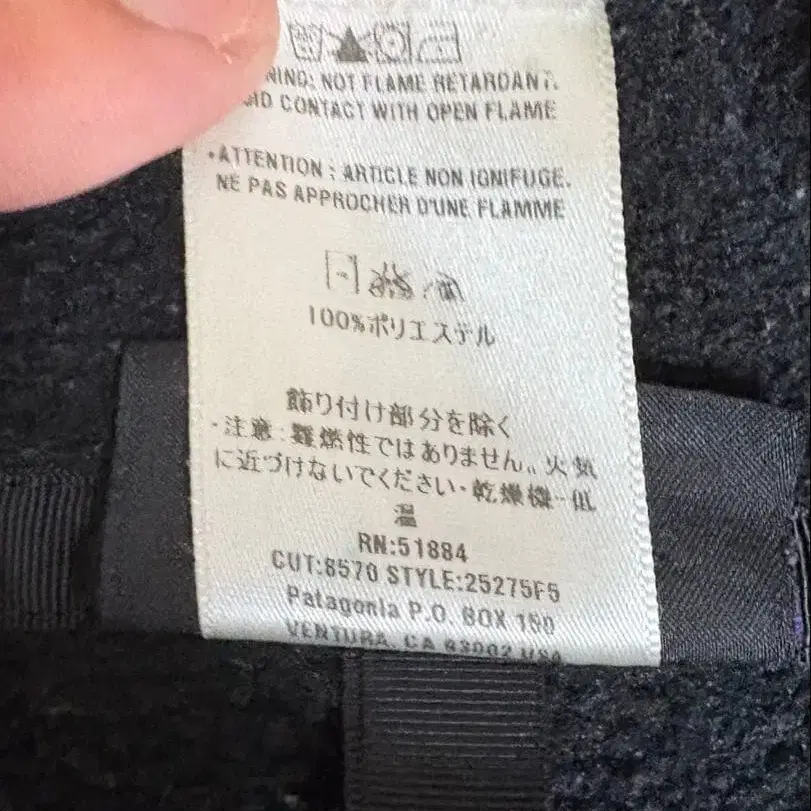 NOT FLAME RETARDANT.
CONTACT WITH OPEN FLAME
•ATTENTION : ARTICLE NON IGNIFUGE.
NE PAS APPROCHER D'UNE FLAMME
100%ポリエステル
飾り付け部分を除く
・注意:難燃性ではありません。火気
に近づけないでください・乾燥機-低
温
RN:51884
CUT:8570 STYLE:25275F5
Patagonia P.O. BOX 150
VENTURA, CA 93002 USA